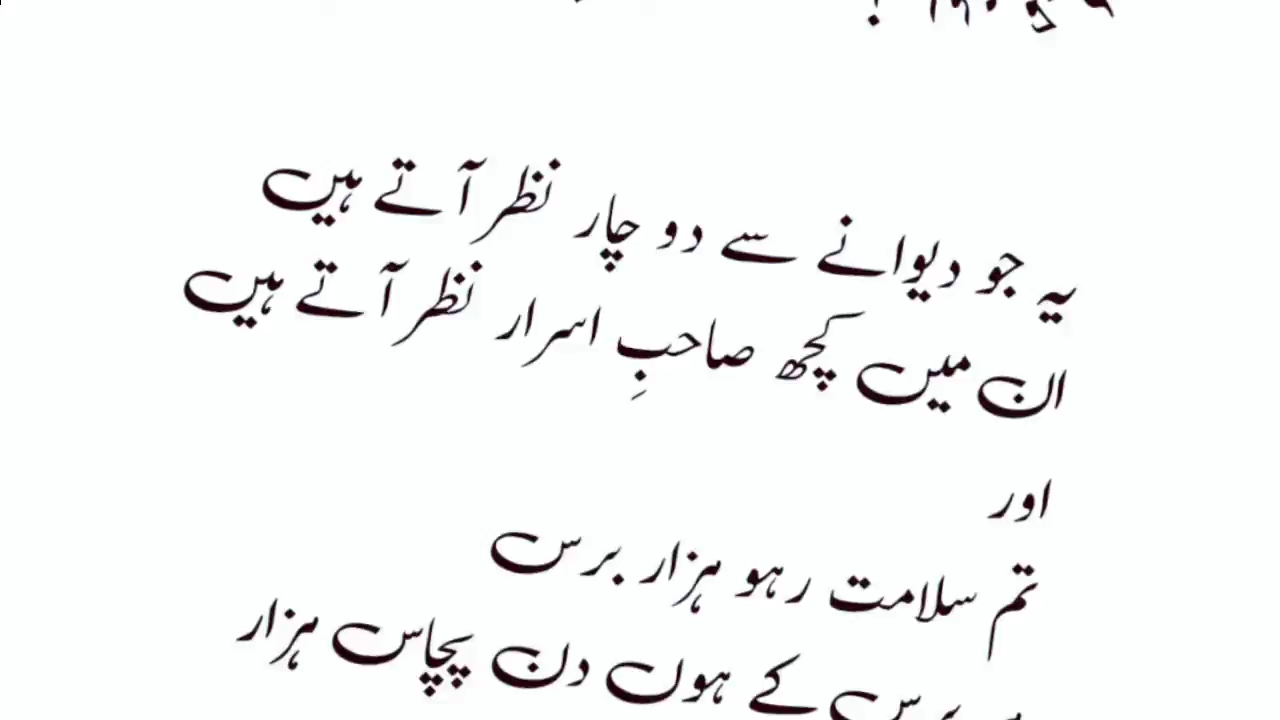 یہ جو دیوانے سے دو چار نظر آتے ہیں
ان میں کچھ صاحبِ اسرار نظر آتے ہیں
اور
تم سلامت رہو ہزار برس
برس کے ہوں دن پچاس ہزار